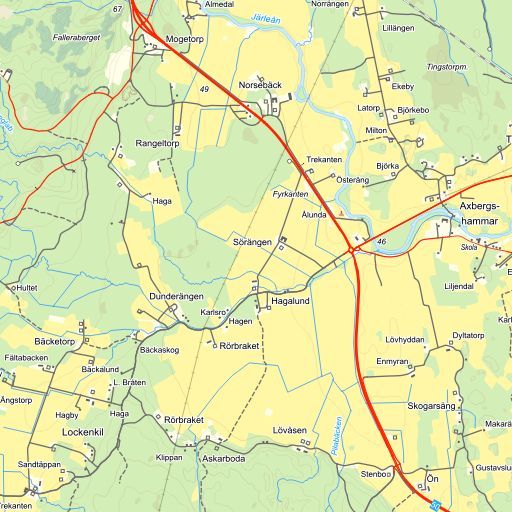 67
Almedal
Norrängen
Järleån
Lillängen
Falleraberget
Mogetorp
Tingstorpm.
Norsebäck
Ekeby
49
Latorp
Björkebo
Milton
Rangeltorp
Trekanten
Björka
Österäng
Fyrkanten
Haga
Ålunda
Axbergs-
hammar
46
Sörängen
Skola
Hultet
Liljendal
Dunderängen
Hagalund
Karlsro
Hagen
Bäcketorp
Lövhyddan
Dyltatorp
Bäckaskog
Rörbraket
Fältabacken
Bäckalund
Enmyran
L. Bråten
Ängstorp
Skogarsäng
Hagby
Haga
Rörbraket
Lockenkil
Lövåsen
Pilebäcken
Klippan
Askarboda
Sandtäppan
Stenbo
Ön
Gustavslu
Trekanten